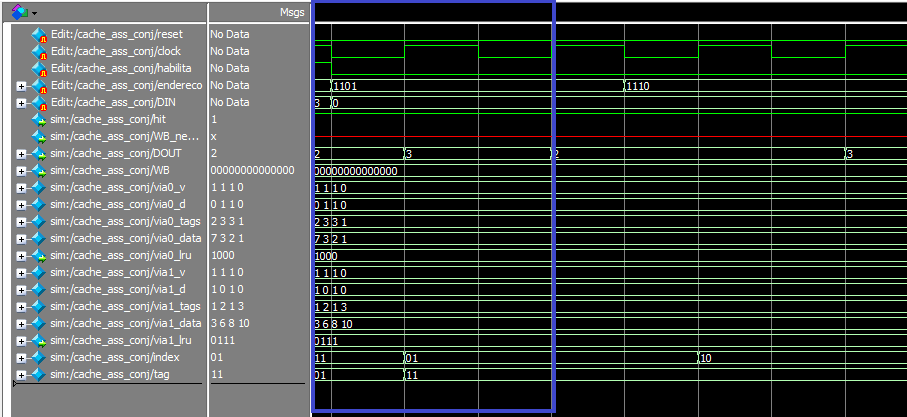 Msgs
Edit:/cache_ass_conj/reset No Data
Edit:/cache_ass_conj/clock No Data
Edit:/cache_ass_conj/habilita No Data
Edit:/cache_ass_conj/endereco No Data 1101 1110
Edit:/cache_ass_conj/DIN No Data 3 0
sim:/cache_ass_conj/hit 1
sim:/cache_ass_conj/WB_ne... x
sim:/cache_ass_conj/DOUT 2 2 3 2 3
sim:/cache_ass_conj/WB 00000000000000 00000000000000
sim:/cache_ass_conj/via0_v 1 1 1 0 1 1 1 0
sim:/cache_ass_conj/via0_d 0 1 1 0 0 1 1 0
sim:/cache_ass_conj/via0_tags 2 3 3 1 2 3 3 1
sim:/cache_ass_conj/via0_data 7 3 2 1 7 3 2 1
sim:/cache_ass_conj/via0_lru 1000 1000
sim:/cache_ass_conj/via1_v 1 1 1 0 1 1 1 0
sim:/cache_ass_conj/via1_d 1 0 1 0 1 0 1 0
sim:/cache_ass_conj/via1_tags 1 2 1 3 1 2 1 3
sim:/cache_ass_conj/via1_data 3 6 8 10 3 6 8 10
sim:/cache_ass_conj/via1_lru 0111 0111
sim:/cache_ass_conj/index 01 11 01 10
sim:/cache_ass_conj/tag 11 01 11